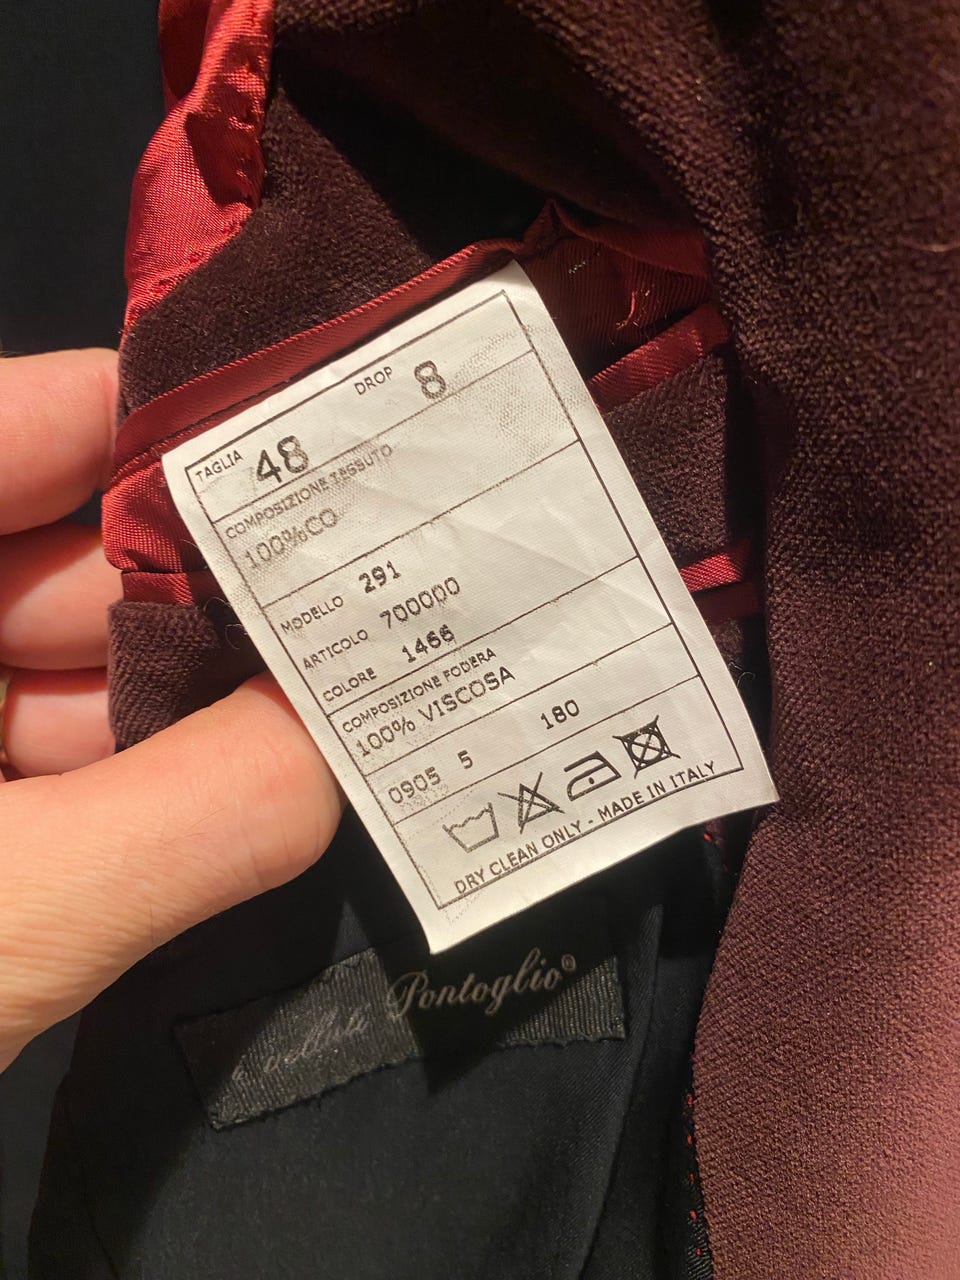 TAGLIA 48 DROP 8
COMPOSIZIONE TESSUTO
100%CO
MODELLO 291
ARTICOLO 700000
COLORE 1466
COMPOSIZIONE FODERA
100% VISCOSA
0905 5 180
DRY CLEAN ONLY - MADE IN ITALY
Pontoglio®